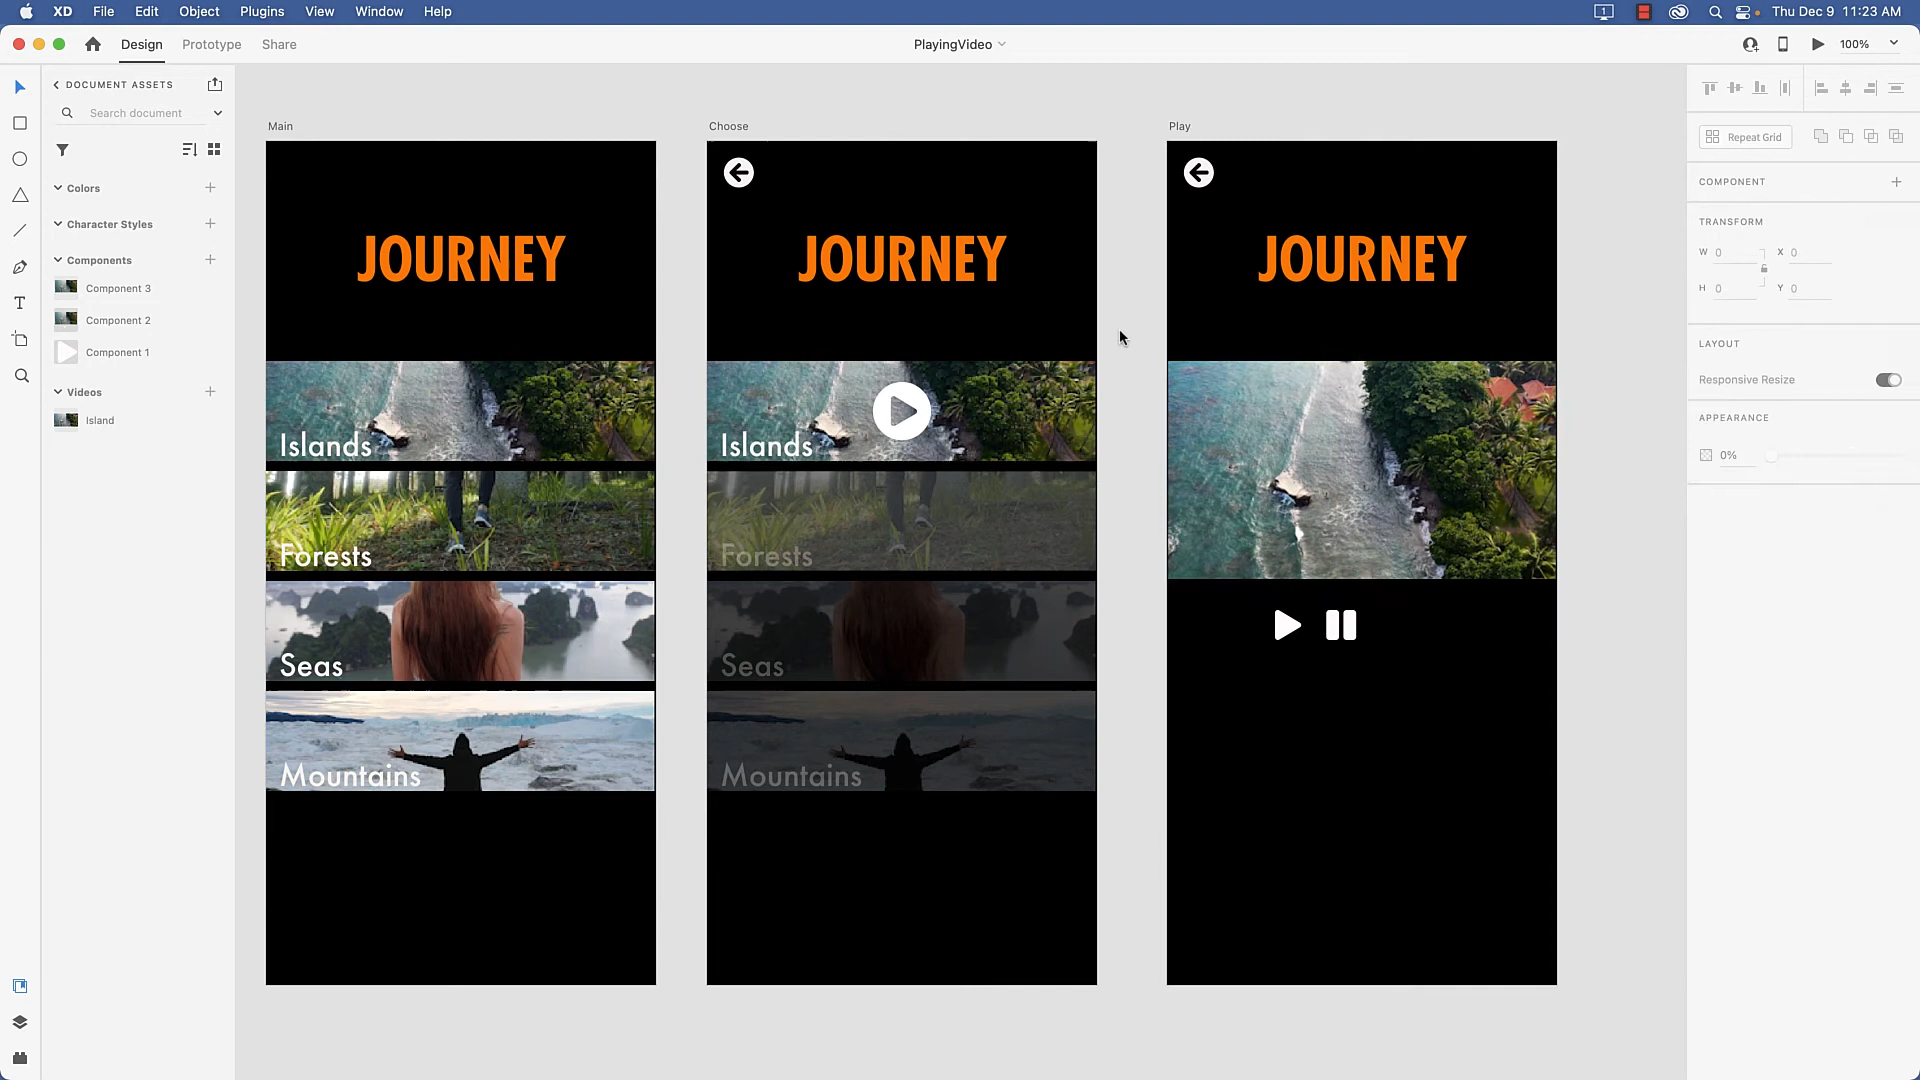 XD File Edit Object Plugins View Window Help
1
Thu Dec 9 11:23 AM
Design Prototype Share
PlayingVideo
100%
DOCUMENT ASSETS
Search document
Colors
Character Styles
Components
Component 3
Component 2
Component 1
Videos
Island
Main
JOURNEY
Islands
Forests
Seas
Mountains
Choose
JOURNEY
Islands
Forests
Seas
Mountains
Play
JOURNEY
Repeat Grid
COMPONENT
TRANSFORM
W 0 X 0
H 0 Y 0
LAYOUT
Responsive Resize
APPEARANCE
0%